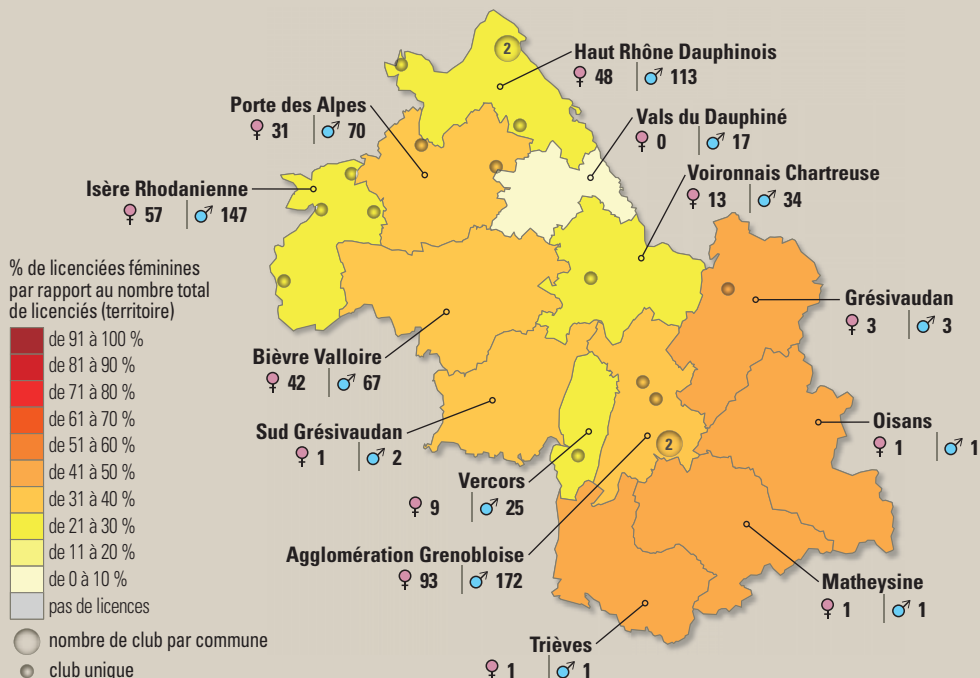 2
Haut Rhône Dauphinois
♀ 48 | ♂ 113
Porte des Alpes
♀ 31 | ♂ 70
Vals du Dauphiné
♀ 0 | ♂ 17
Isère Rhodanienne
♀ 57 | ♂ 147
Voironnais Chartreuse
♀ 13 | ♂ 34
% de licenciées féminines
par rapport au nombre total
de licenciés (territoire)
de 91 à 100 %
de 81 à 90 %
de 71 à 80 %
de 61 à 70 %
de 51 à 60 %
de 41 à 50 %
de 31 à 40 %
de 21 à 30 %
de 11 à 20 %
de 0 à 10 %
pas de licences
nombre de club par commune
club unique
Grésivaudan
♀ 3 | ♂ 3
Bièvre Valloire
♀ 42 | ♂ 67
Sud Grésivaudan
♀ 1 | ♂ 2
Oisans
♀ 1 | ♂ 1
2
Vercors
♀ 9 | ♂ 25
Agglomération Grenobloise
♀ 93 | ♂ 172
Matheysine
♀ 1 | ♂ 1
Trièves
♀ 1 | ♂ 1